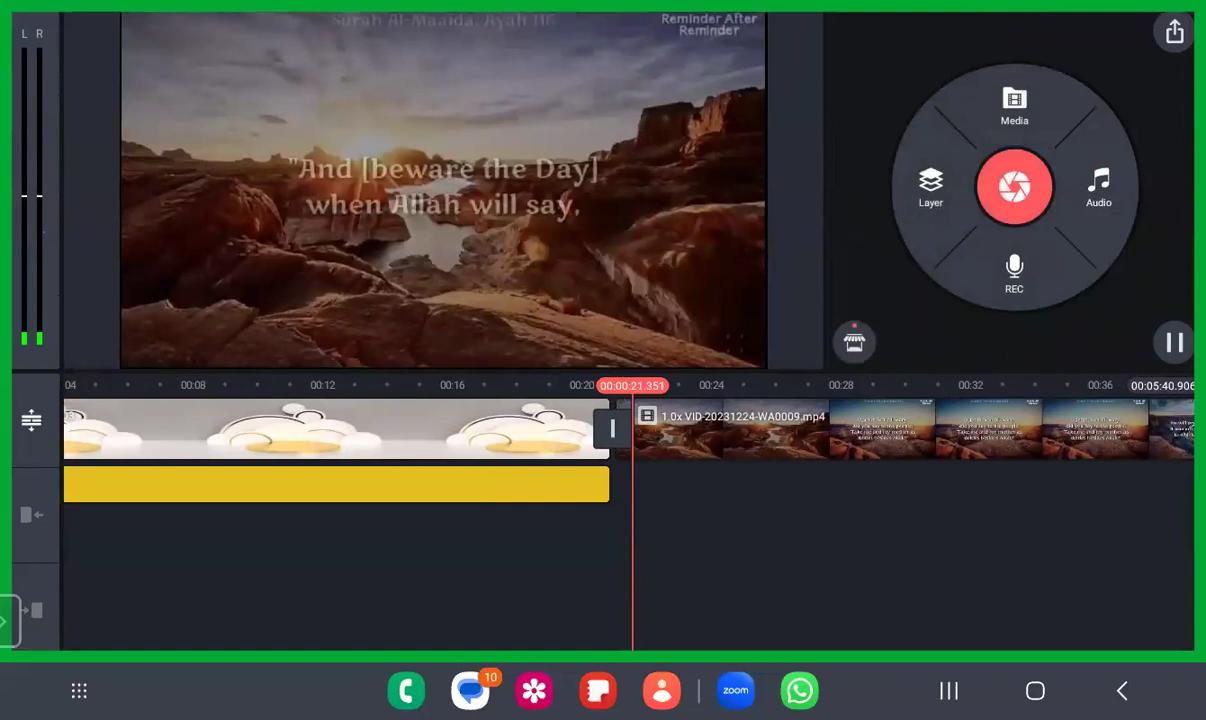 L R
Surah Al-Maaida, Ayah 116
Reminder After
Reminder
"And [beware the Day]
when Allah will say,
Media
Layer
Audio
REC
04 00:08 00:12 00:16 00:20 00:00:21.351 00:24 00:28 00:32 00:36 00:05:40.906
1.0x VID-20231224-WA0009.mp4
10
zoom